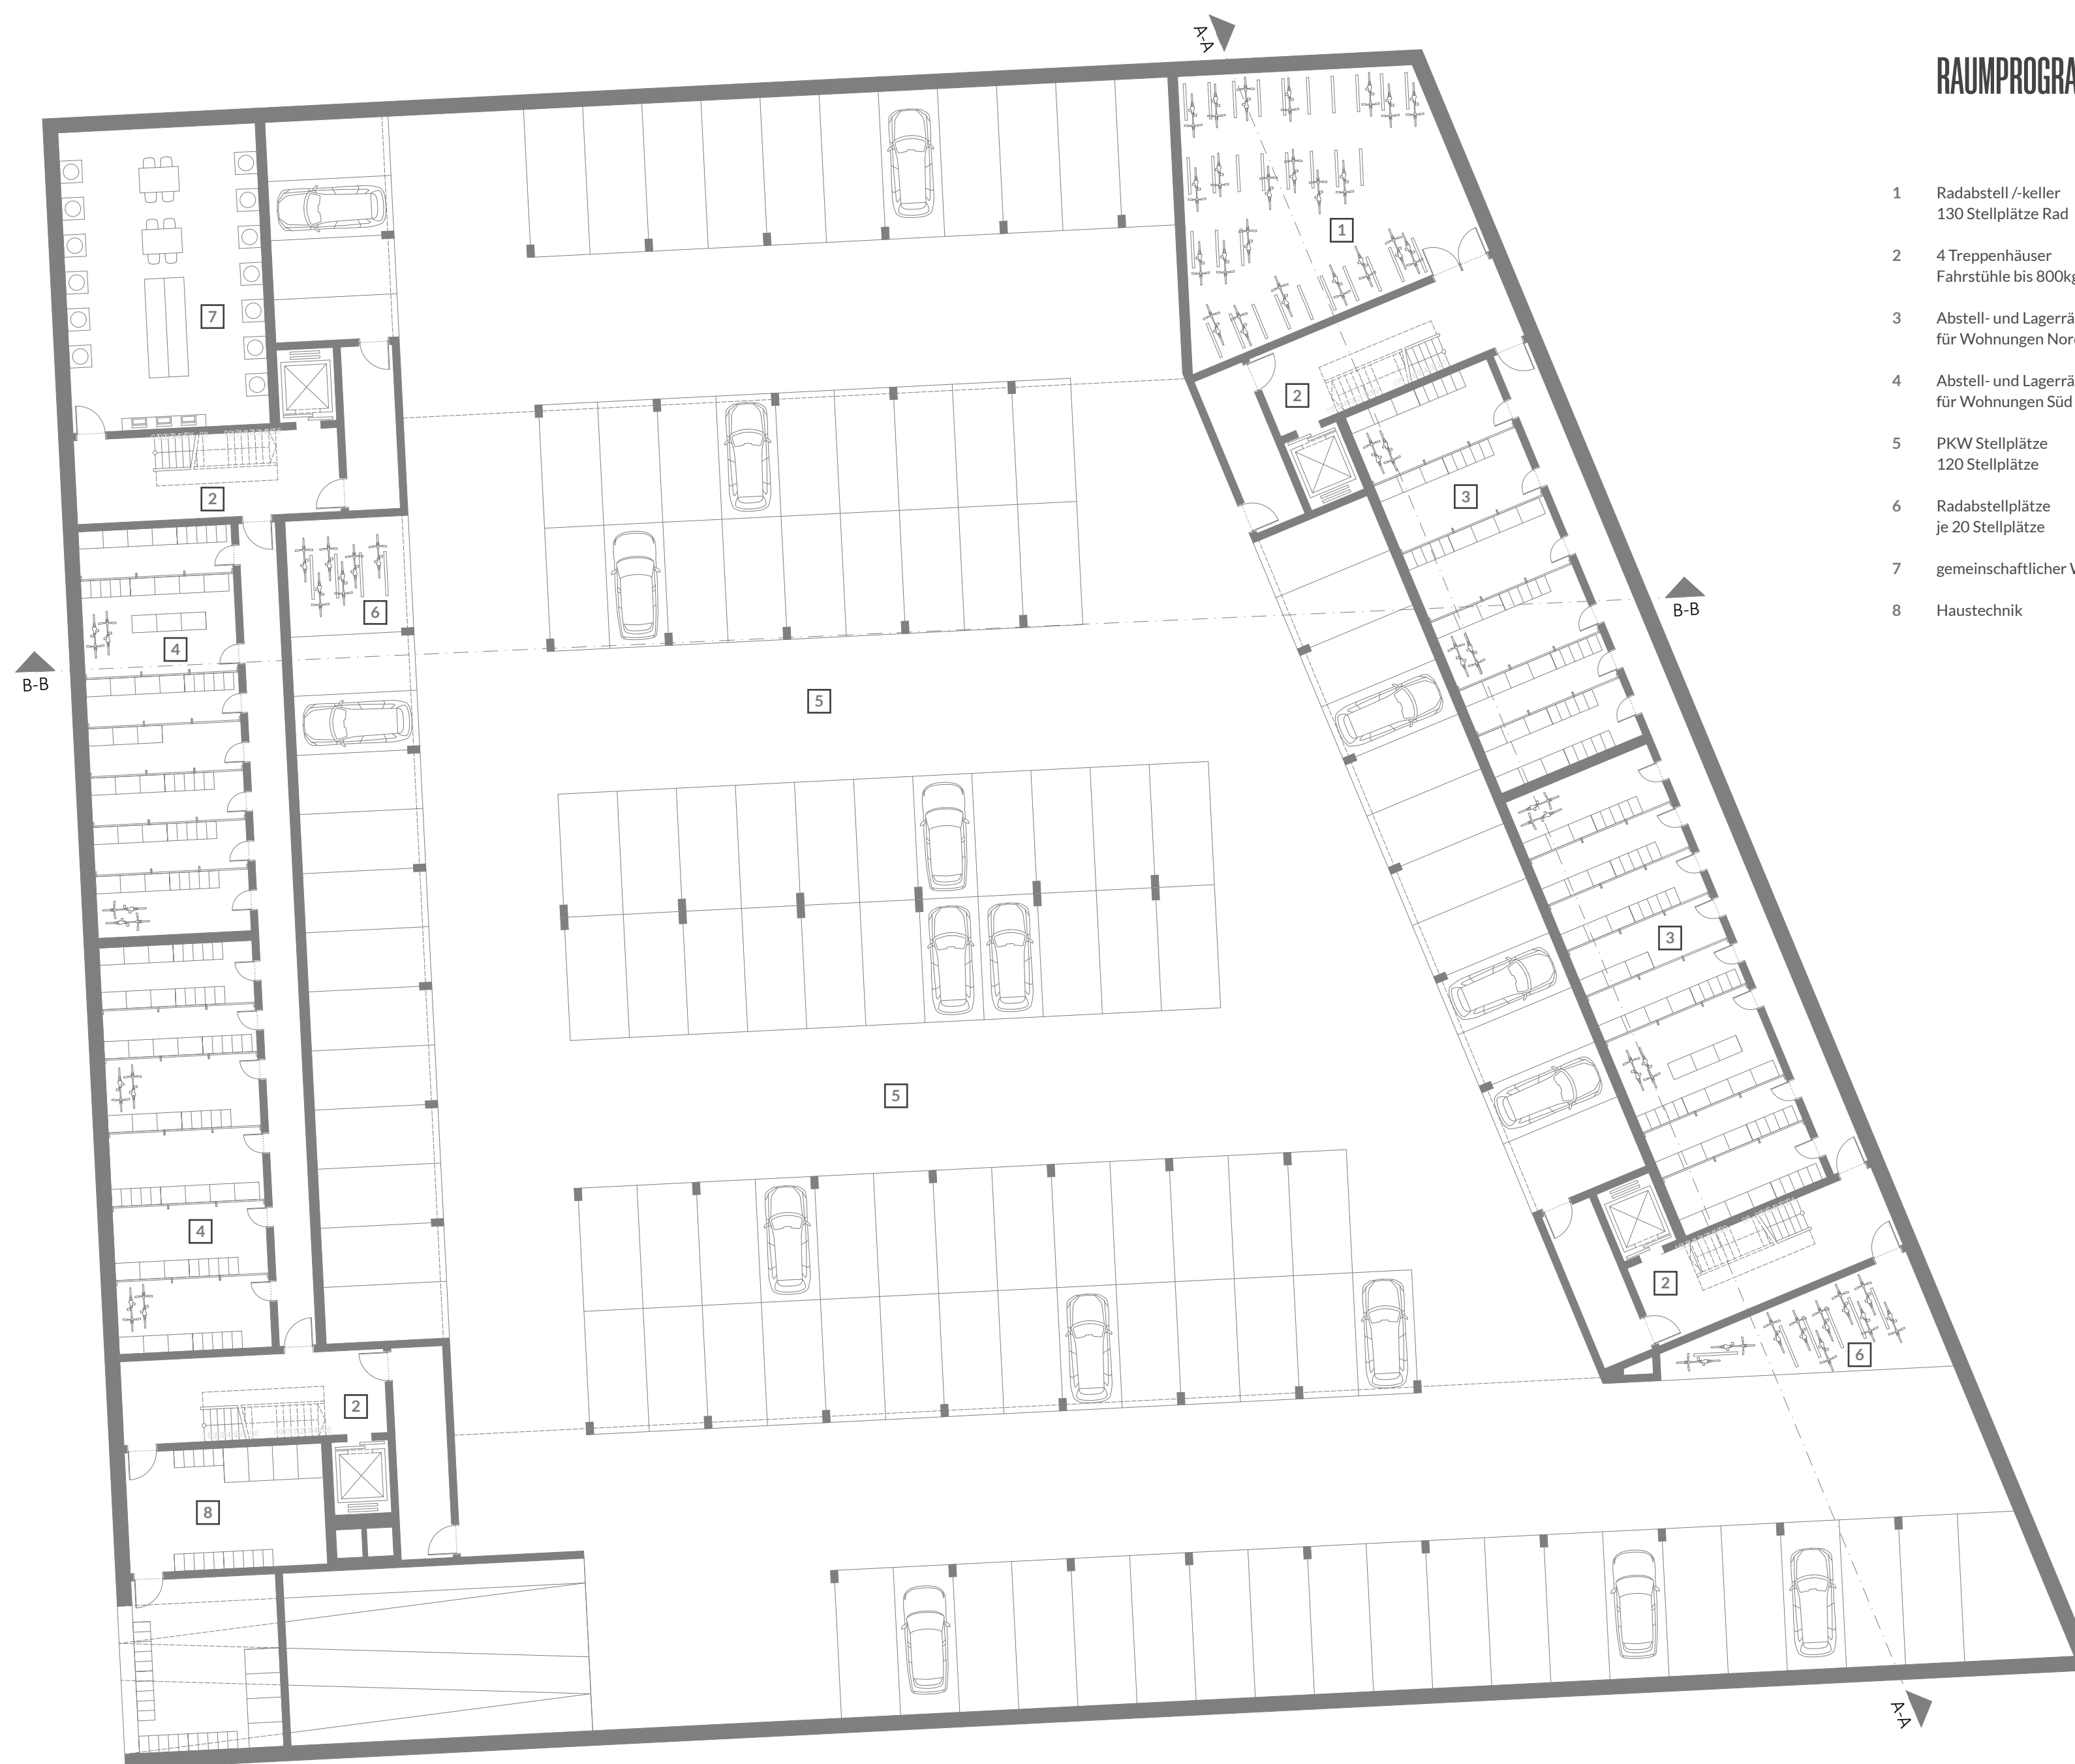 A-A
RAUMPROGRA
1 Radabstell /-keller
130 Stellplätze Rad
2 4 Treppenhäuser
Fahrstühle bis 800kg
3 Abstell- und Lagerrä
für Wohnungen Nor
4 Abstell- und Lagerrä
für Wohnungen Süd
5 PKW Stellplätze
120 Stellplätze
6 Radabstellplätze
je 20 Stellplätze
7 gemeinschaftlicher W
8 Haustechnik
1
7
2
2
3
6
B-B
4
B-B
5
3
5
4
2
6
2
8
A-A